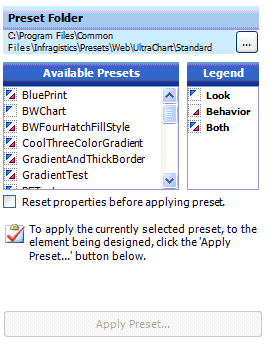 Preset Folder
C:\Program Files\Common
Files\Infragistics\Presets\Web\UltraChart\Standard
...
Available Presets
BluePrint
BWChart
BWFourHatchFillStyle
CoolThreeColorGradient
GradientAndThickBorder
GradientTest
Legend
Look
Behavior
Both
Reset properties before applying preset.
To apply the currently selected preset, to the
element being designed, click the 'Apply
Preset...' button below.
Apply Preset...